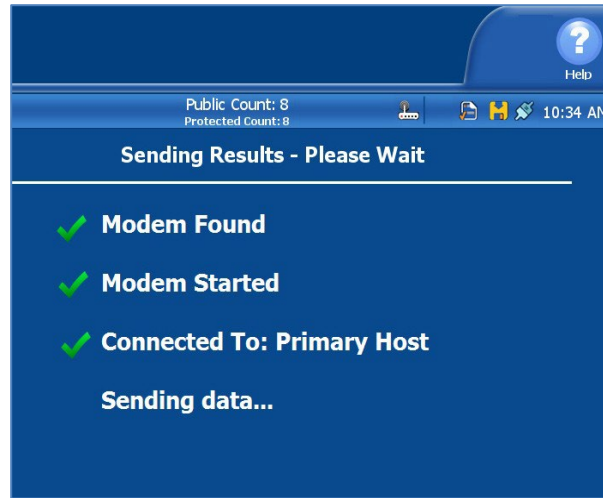 ?
Help
Public Count: 8
Protected Count: 8
10:34 AM
Sending Results - Please Wait
Modem Found
Modem Started
Connected To: Primary Host
Sending data...